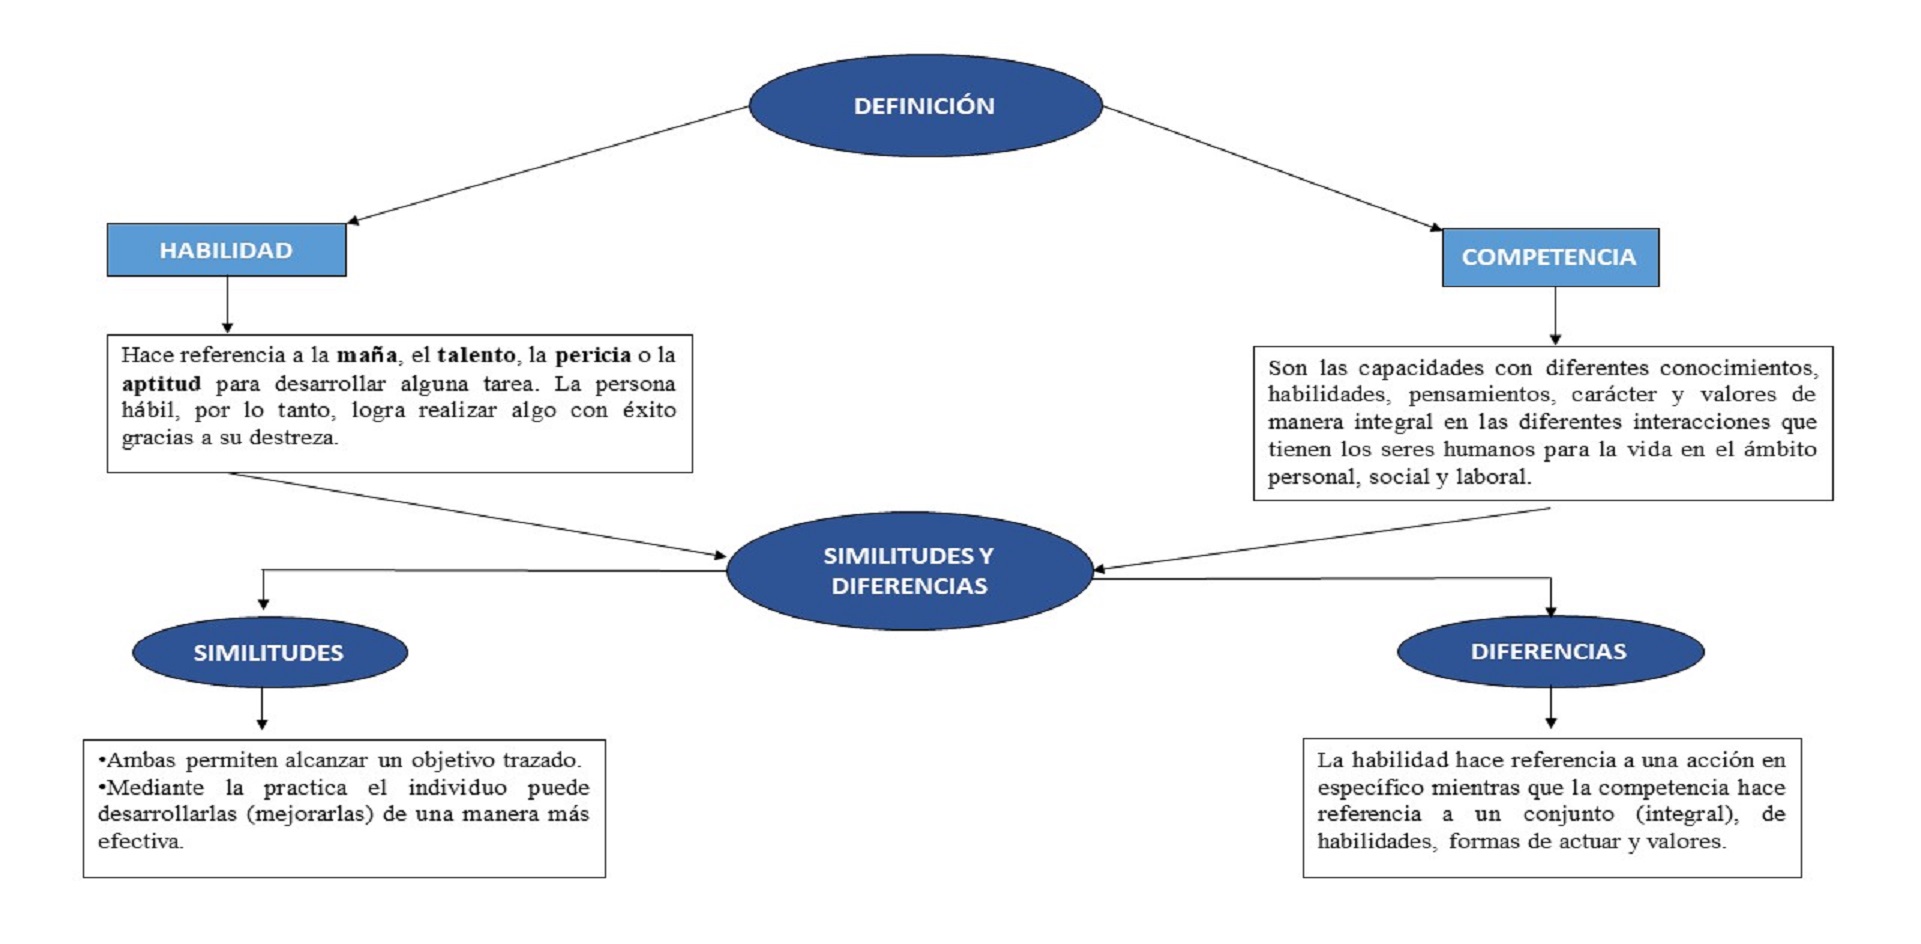 DEFINICIÓN
HABILIDAD
COMPETENCIA
Hace referencia a la maña, el talento, la pericia o la
aptitud para desarrollar alguna tarea. La persona
hábil, por lo tanto, logra realizar algo con éxito
gracias a su destreza.
Son las capacidades con diferentes conocimientos,
habilidades, pensamientos, carácter y valores de
manera integral en las diferentes interacciones que
tienen los seres humanos para la vida en el ámbito
personal, social y laboral.
SIMILITUDES Y
DIFERENCIAS
SIMILITUDES
DIFERENCIAS
•Ambas permiten alcanzar un objetivo trazado.
•Mediante la practica el individuo puede
desarrollarlas (mejorarlas) de una manera más
efectiva.
La habilidad hace referencia a una acción en
específico mientras que la competencia hace
referencia a un conjunto (integral), de
habilidades, formas de actuar y valores.